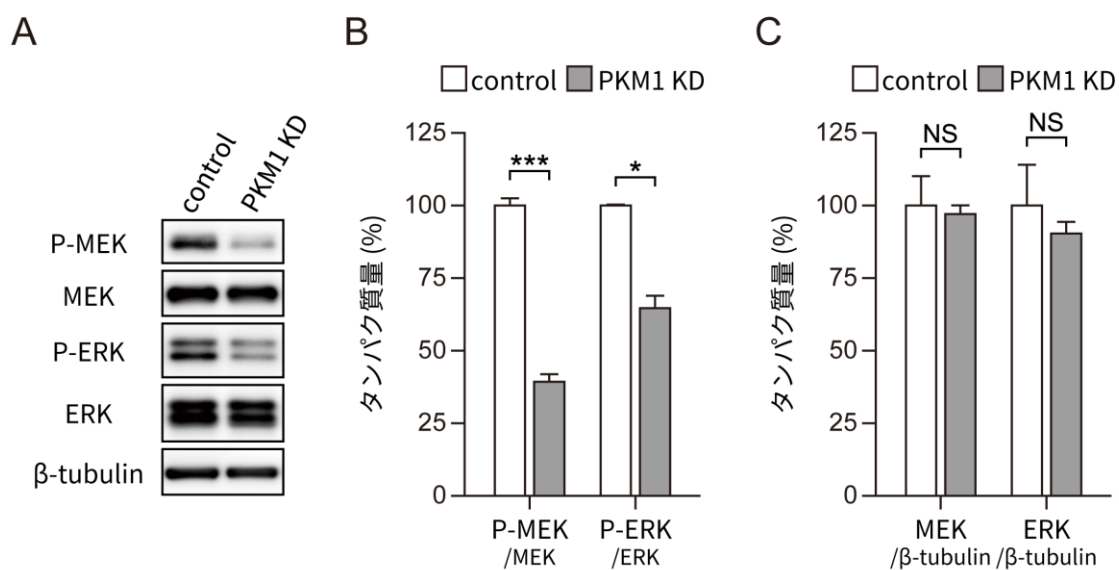 A
control
PKM1 KD
P-MEK
MEK
P-ERK
ERK
β-tubulin
B
control PKM1 KD
タンパク質量 (%)
125
100
75
50
25
0
***
*
P-MEK
/MEK
P-ERK
/ERK
C
control PKM1 KD
タンパク質量 (%)
125
100
75
50
25
0
NS
NS
MEK
/β-tubulin
ERK
/β-tubulin